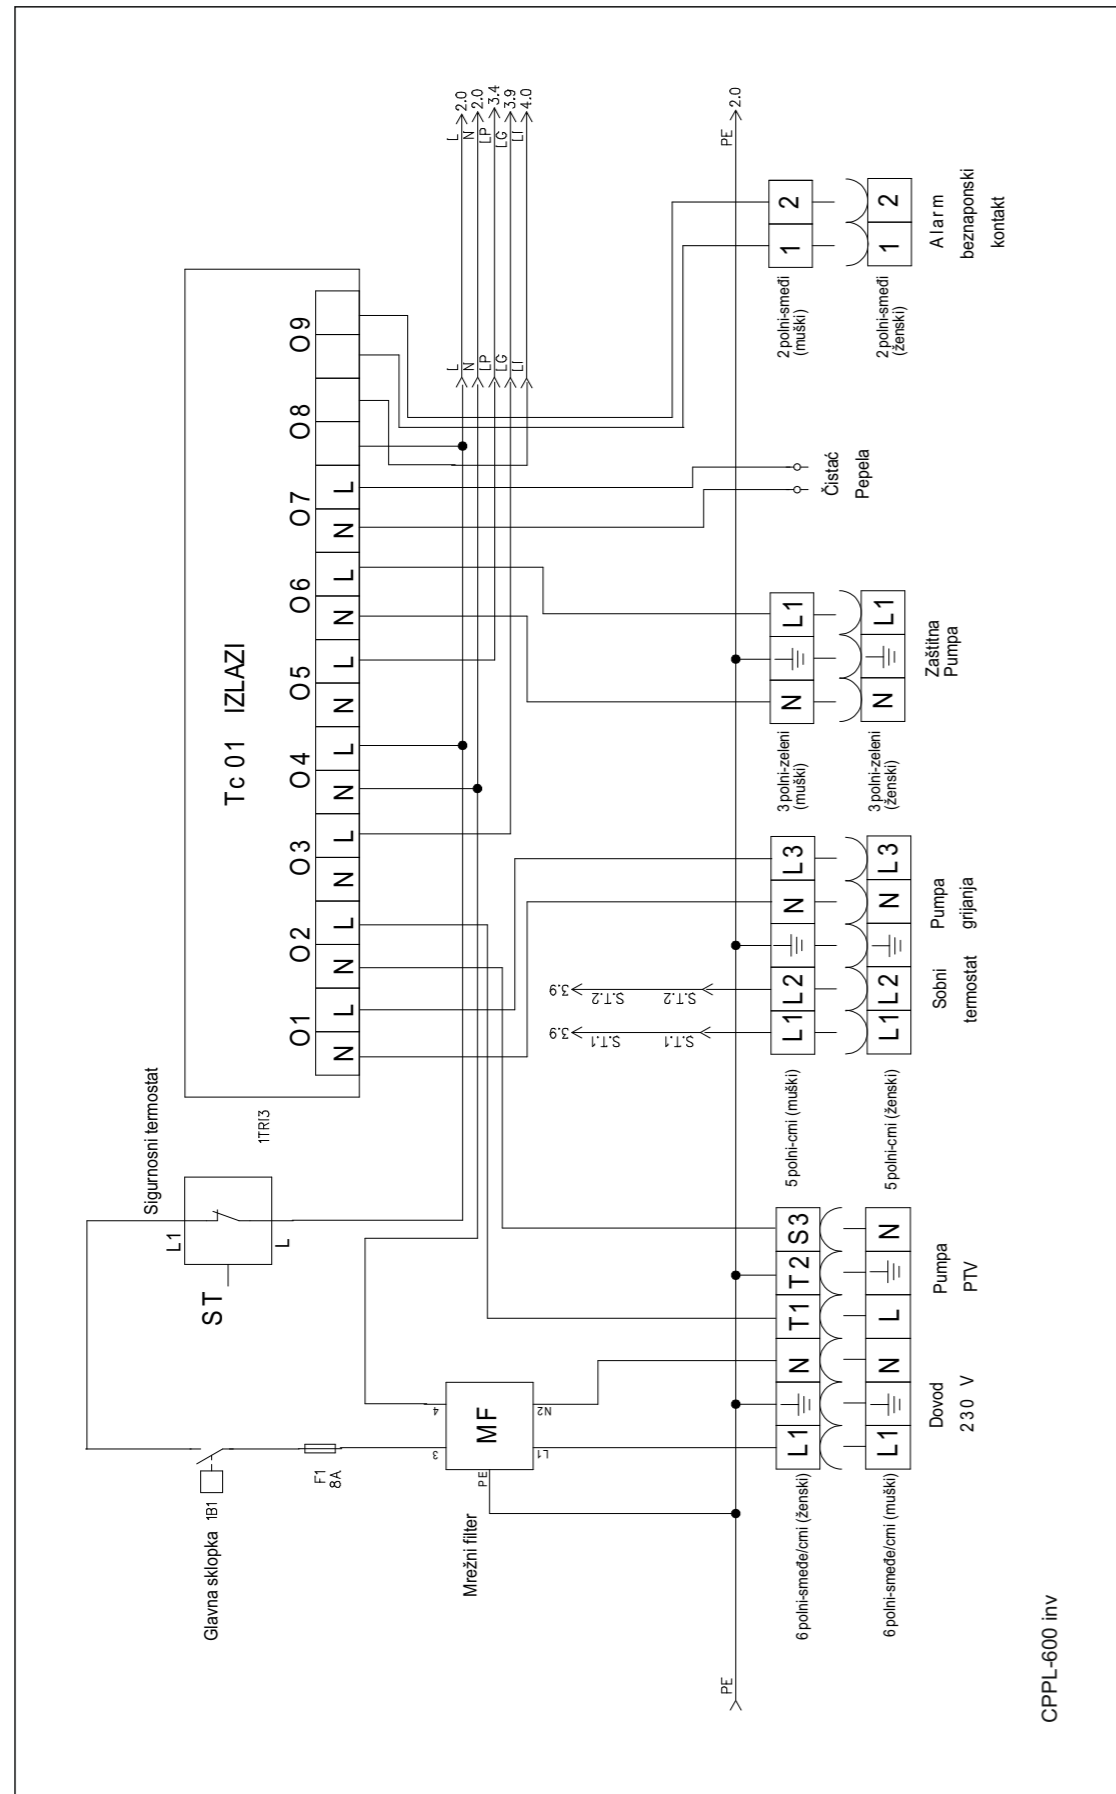 Glavna sklopka 1B1
F1
8A
ST
L1
L
Sigurnosni termostat
1TRI3
Tc 01 IZLAZI
O1 O2 O3 O4 O5 O6 O7 O8 O9
N L N L N L N L N L N L N L
L
N
LP
LG
LI
L 2.0
N 2.0
LP 3.4
LG 3.9
LI 4.0
Mrežni filter
MF
3
4
PE
L1
N2
PE
PE 2.0
S.T.1 S.T.1 3.9
S.T.2 S.T.2 3.9
6 polni-smeđe/crni (ženski)
L1 N T1 T2 S3
6 polni-smeđe/crni (muški)
L1 N L N
Dovod
230 V
Pumpa
PTV
5 polni-crni (muški)
L1 L2 N L3
5 polni-crni (ženski)
L1 L2 N L3
Sobni
termostat
Pumpa
grijanja
3 polni-zeleni
(muški)
N L1
3 polni-zeleni
(ženski)
N L1
Zaštitna
Pumpa
Čistać
Pepela
2 polni-smeđi
(muški)
1 2
2 polni-smeđi
(ženski)
1 2
Alarm
beznaponski
kontakt
CPPL-600 inv